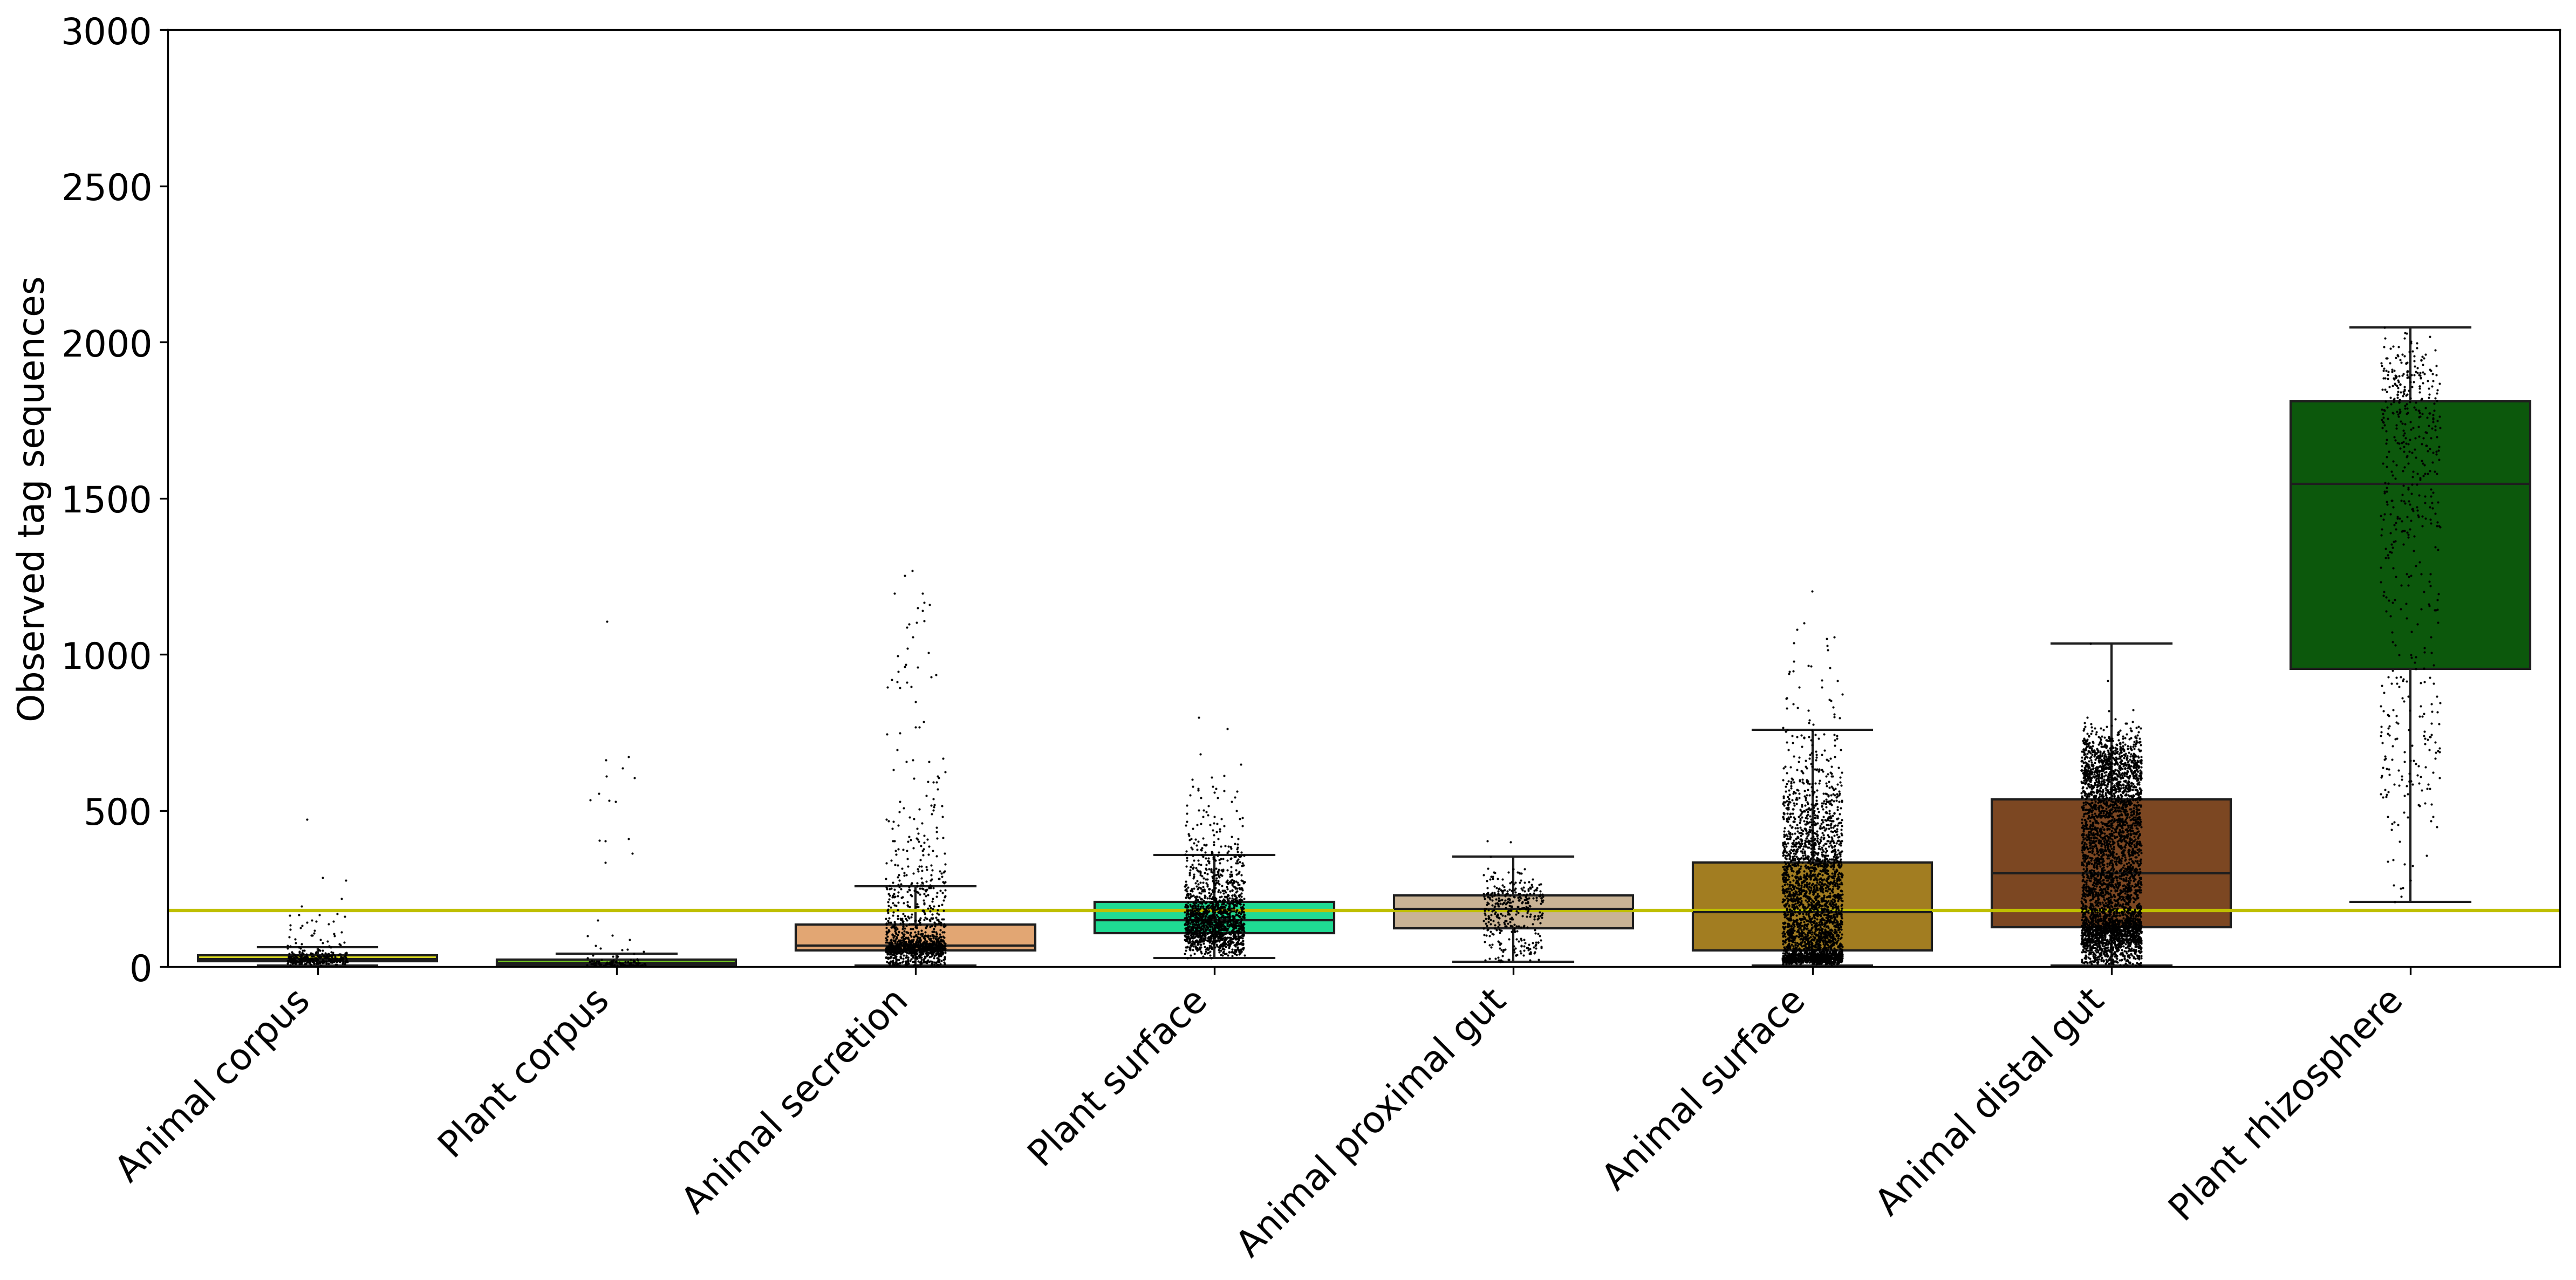 Observed tag sequences
3000
2500
2000
1500
1000
500
0
Animal corpus
Plant corpus
Animal secretion
Plant surface
Animal proximal gut
Animal surface
Animal distal gut
Plant rhizosphere